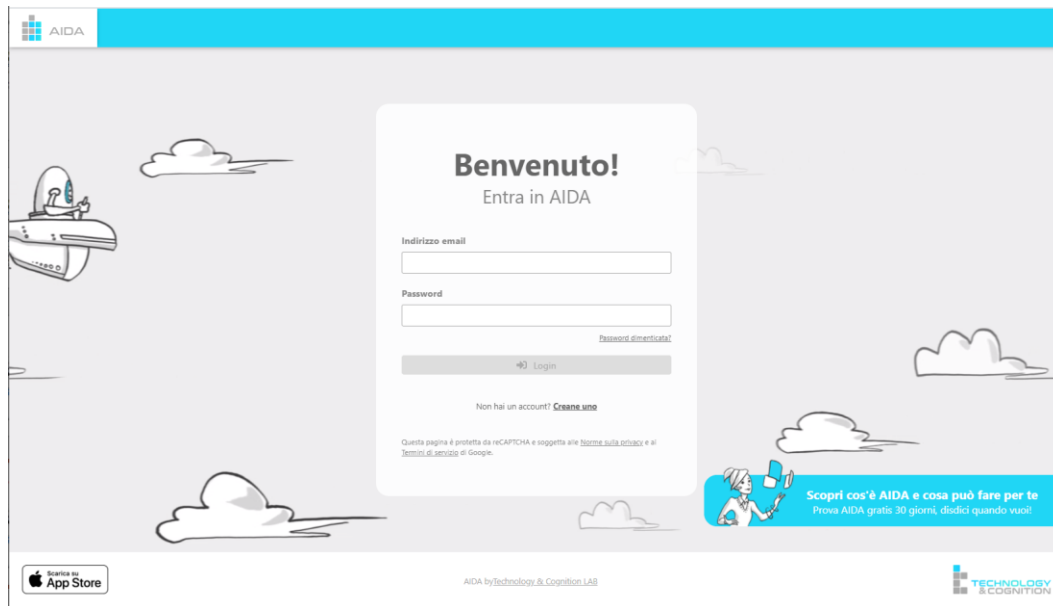 AIDA
Benvenuto!
Entra in AIDA
Indirizzo email
Password
Password dimenticata?
Login
Non hai un account? Creane uno
Questa pagina è protetta da reCAPTCHA e soggetta alle Norme sulla privacy e ai
Termini di servizio di Google.
Scopri cos'è AIDA e cosa può fare per te
Prova AIDA gratis 30 giorni, disdici quando vuoi!
Scarica su
App Store
AIDA byTechnology & Cognition LAB
TECHNOLOGY
& COGNITION